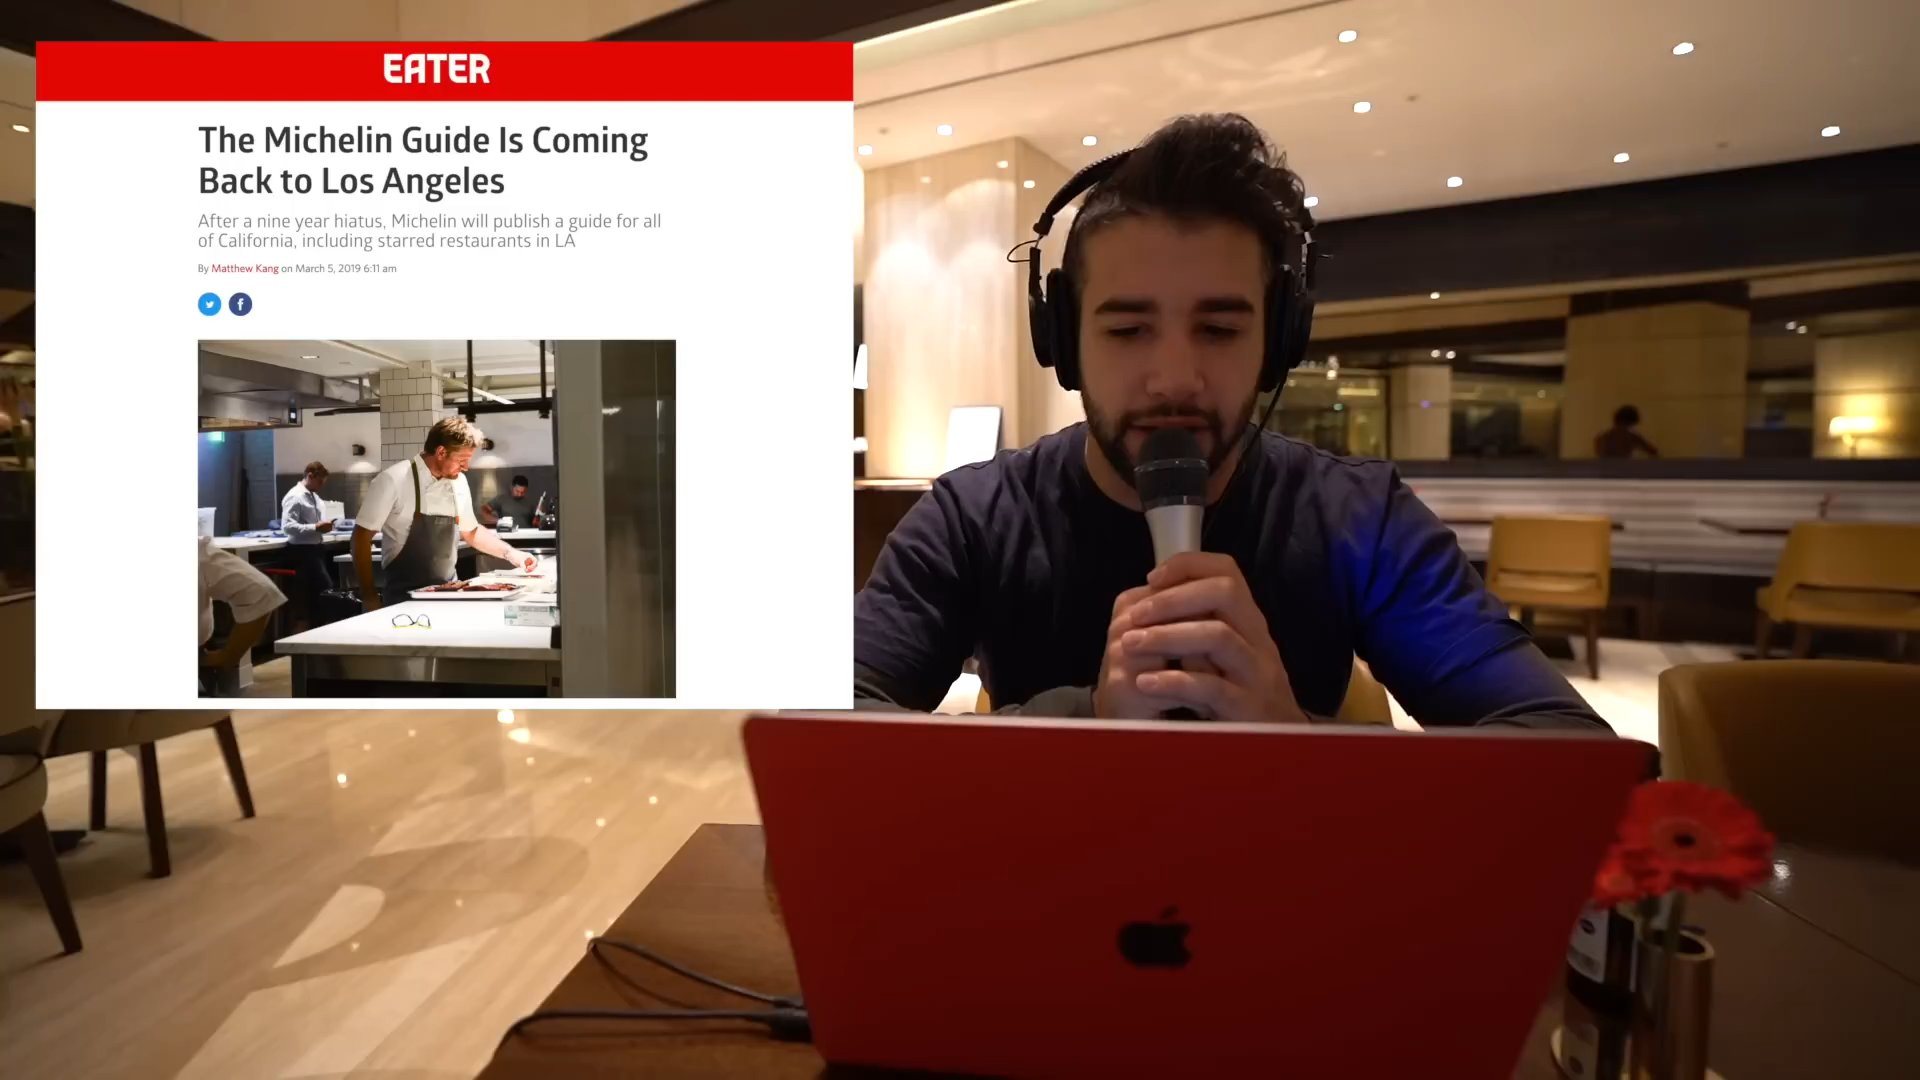 EATER
The Michelin Guide Is Coming
Back to Los Angeles
After a nine year hiatus, Michelin will publish a guide for all
of California, including starred restaurants in LA
By Matthew Kang on March 5, 2019 6:11 am